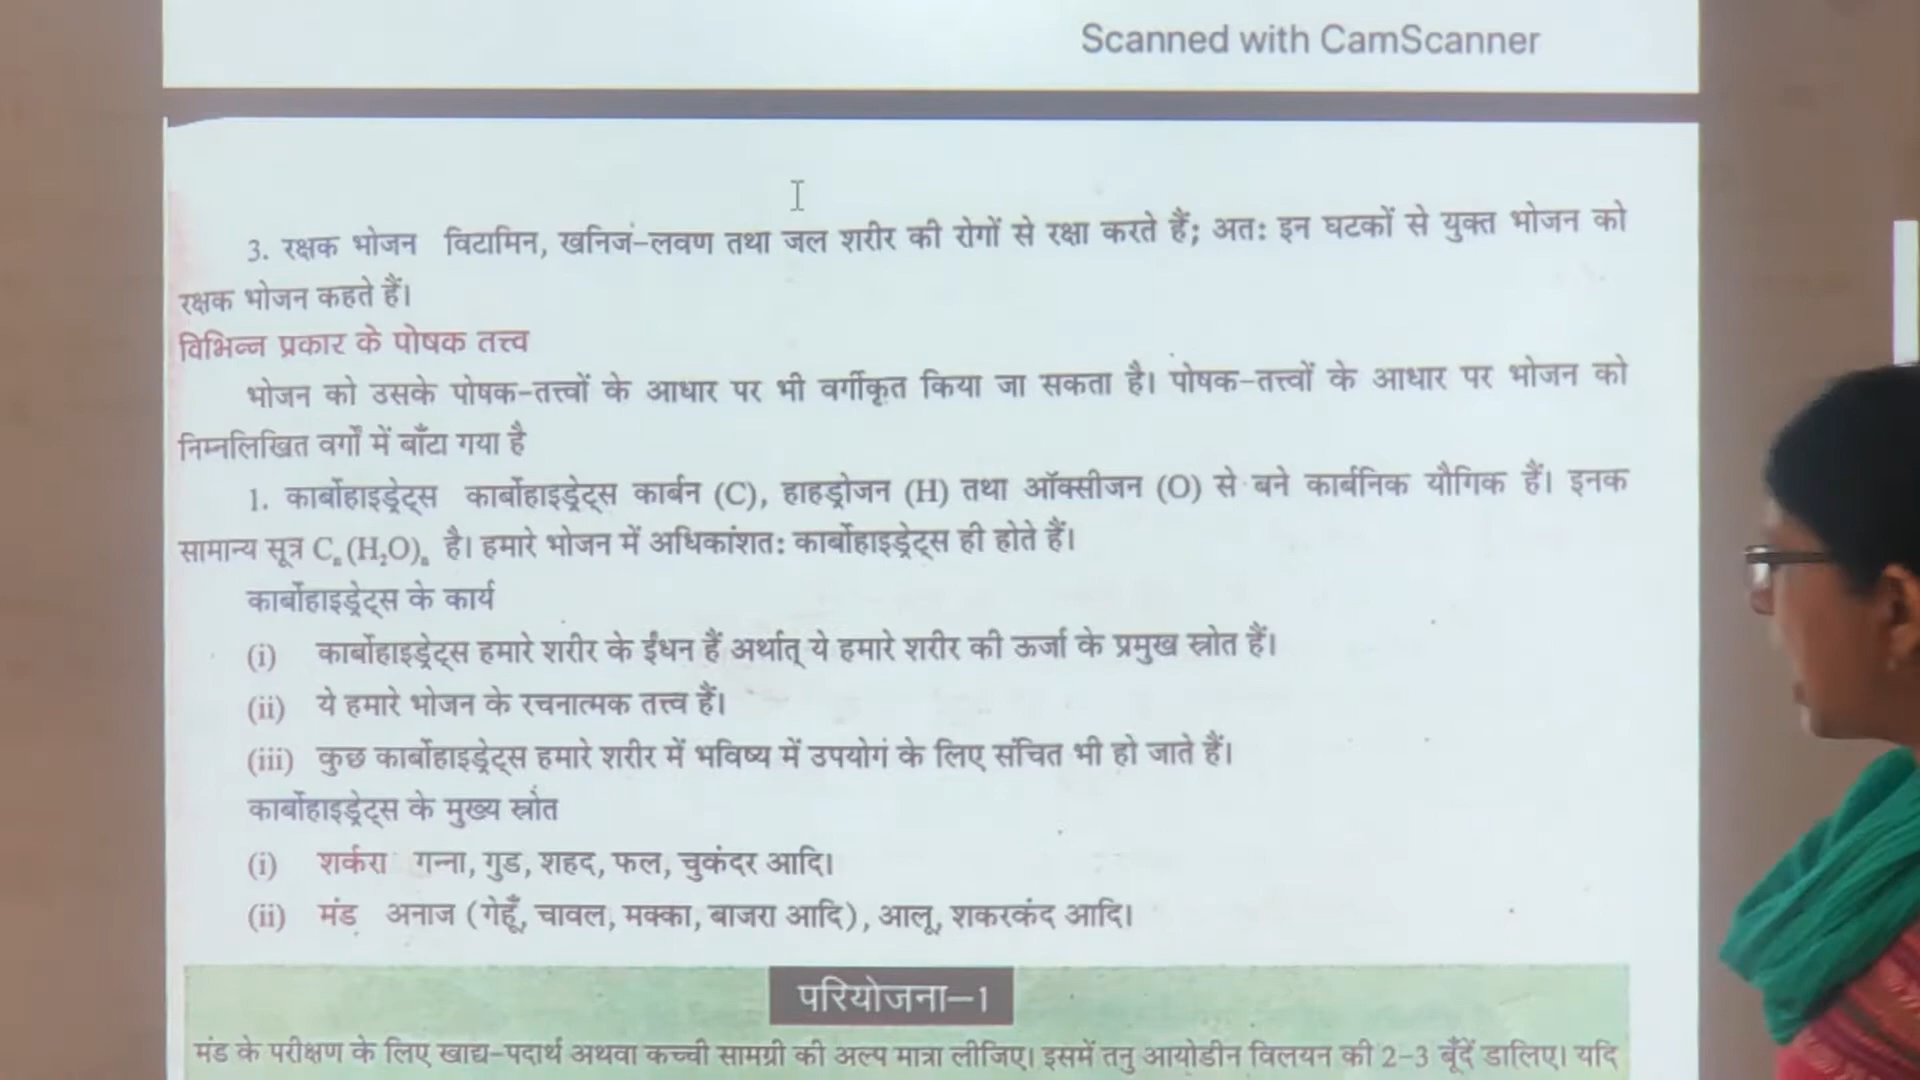 Scanned with CamScanner
3. रक्षक भोजन विटामिन, खनिजं-लवण तथा जल शरीर की रोगों से रक्षा करते हैं; अतः इन घटकों से युक्त भोजन को
रक्षक भोजन कहते हैं।
विभिन्न प्रकार के पोषक तत्त्व
भोजन को उसके पोषक-तत्त्वों के आधार पर भी वर्गीकृत किया जा सकता है। पोषक-तत्त्वों के आधार पर भोजन को
निम्नलिखित वर्गों में बाँटा गया है
1. कार्बोहाइड्रेट्स कार्बोहाइड्रेट्स कार्बन (C), हाहड्रोजन (H) तथा ऑक्सीजन (O) से बने कार्बनिक यौगिक हैं। इनक
सामान्य सूत्र Cₙ(H₂O)ₙ है। हमारे भोजन में अधिकांशतः कार्बोहाइड्रेट्स ही होते हैं।
कार्बोहाइड्रेट्स के कार्य
(i) कार्बोहाइड्रेट्स हमारे शरीर के ईंधन हैं अर्थात् ये हमारे शरीर की ऊर्जा के प्रमुख स्रोत हैं।
(ii) ये हमारे भोजन के रचनात्मक तत्त्व हैं।
(iii) कुछ कार्बोहाइड्रेट्स हमारे शरीर में भविष्य में उपयोगं के लिए संचित भी हो जाते हैं।
कार्बोहाइड्रेट्स के मुख्य स्रोत
(i) शर्करा गन्ना, गुड, शहद, फल, चुकंदर आदि।
(ii) मंड अनाज (गेहूँ, चावल, मक्का, बाजरा आदि), आलू, शकरकंद आदि।
परियोजना-1
मंड के परीक्षण के लिए खाद्य-पदार्थ अथवा कच्ची सामग्री की अल्प मात्रा लीजिए। इसमें तनु आयोडीन विलयन की 2-3 बूँदें डालिए। यदि